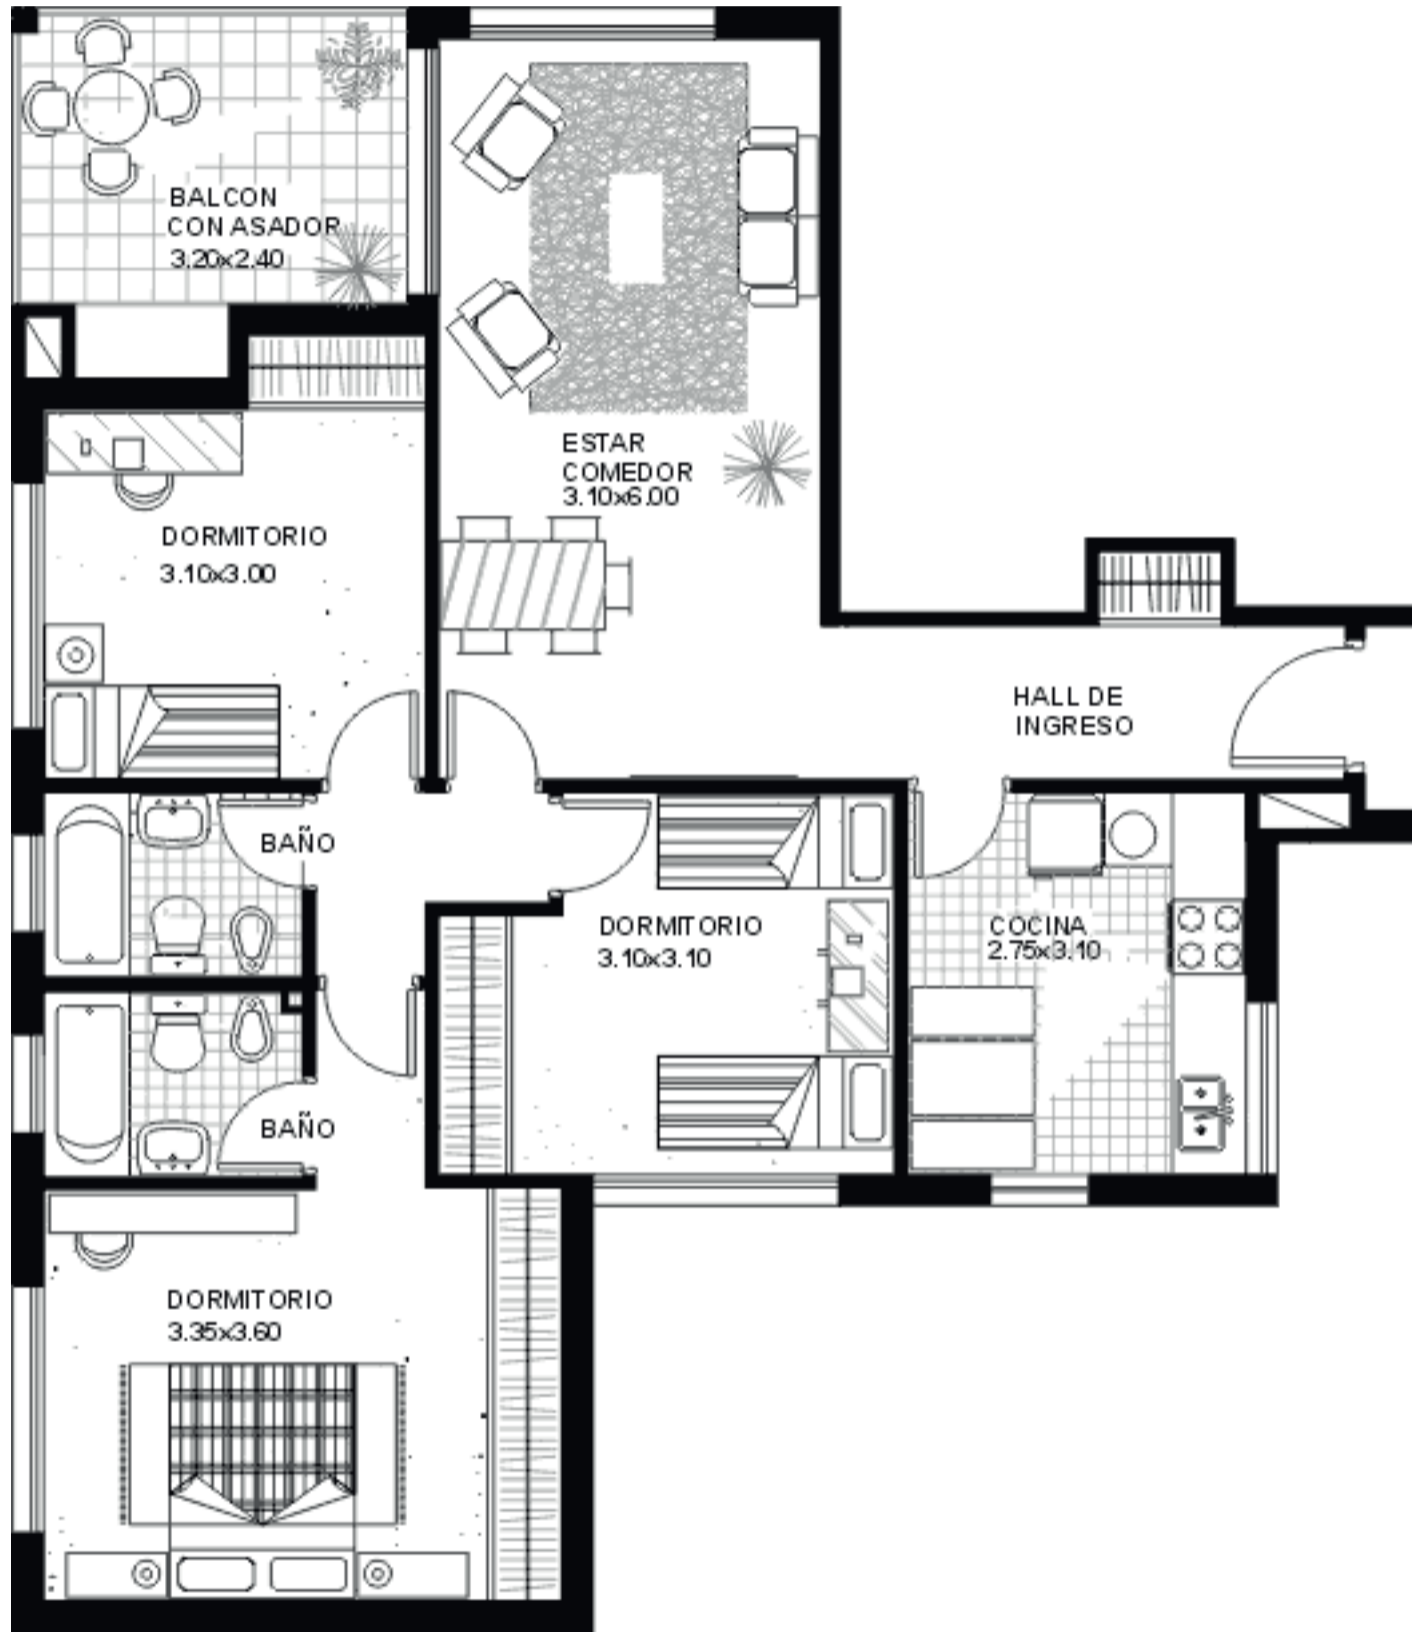 BALCON
CON ASADOR
3.20x2.40
ESTAR
COMEDOR
3.10x6.00
DORMITORIO
3.10x3.00
HALL DE
INGRESO
BAÑO
DORMITORIO
3.10x3.10
COCINA
2.75x3.10
BAÑO
DORMITORIO
3.35x3.60